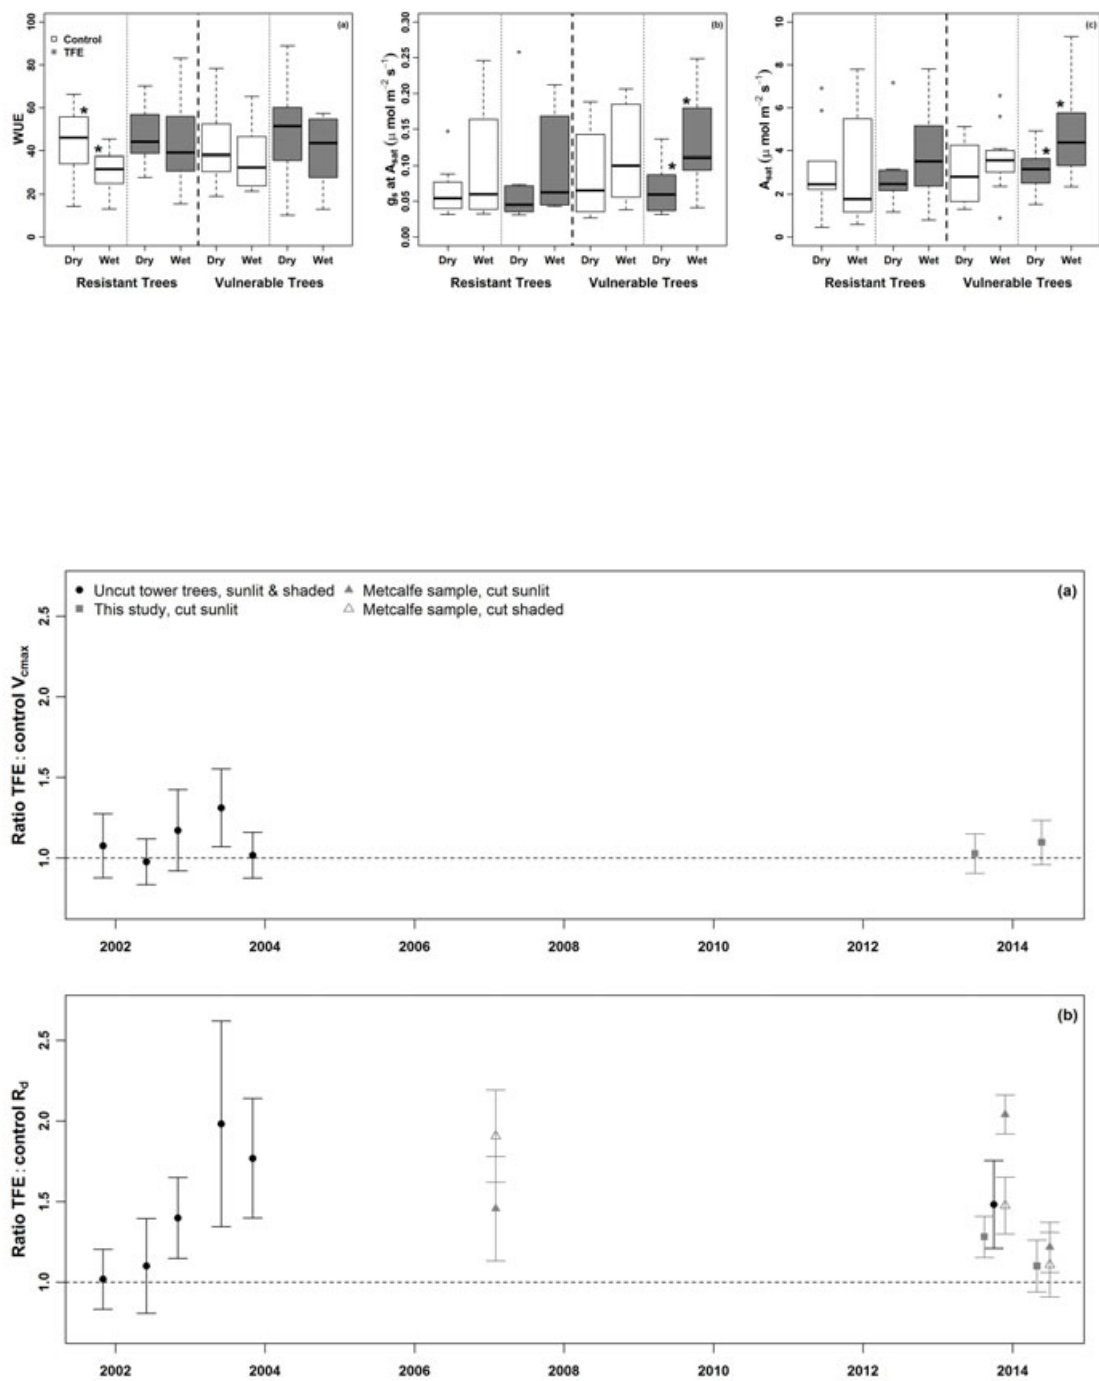 (a)
Control
TFE
WUE
0 20 40 60 80 100
Dry Wet Dry Wet Dry Wet Dry Wet
Resistant Trees Vulnerable Trees
(b)
gs at Asat (μ mol m⁻² s⁻¹)
0.00 0.05 0.10 0.15 0.20 0.25 0.30
Dry Wet Dry Wet Dry Wet Dry Wet
Resistant Trees Vulnerable Trees
(c)
Asat (μ mol m⁻² s⁻¹)
0 2 4 6 8 10
Dry Wet Dry Wet Dry Wet Dry Wet
Resistant Trees Vulnerable Trees
(a)
Uncut tower trees, sunlit & shaded
This study, cut sunlit
Metcalfe sample, cut sunlit
Metcalfe sample, cut shaded
Ratio TFE : control Vcmax
1.0 1.5 2.0 2.5
2002 2004 2006 2008 2010 2012 2014
(b)
Ratio TFE : control Rd
1.0 1.5 2.0 2.5
2002 2004 2006 2008 2010 2012 2014